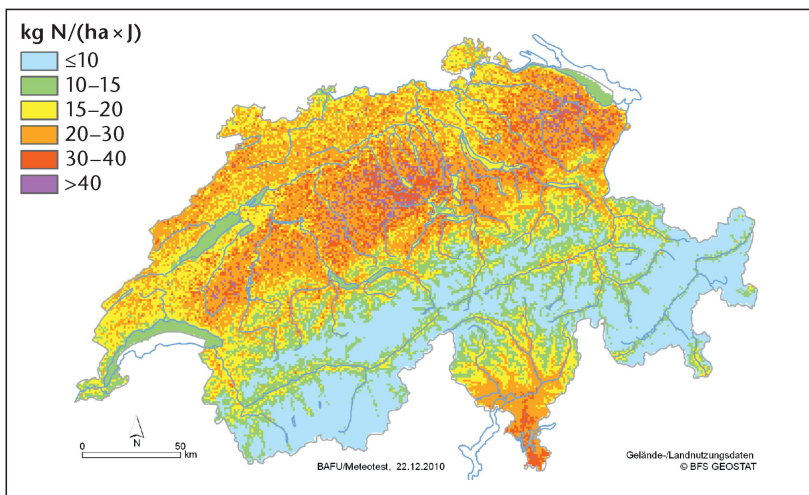 kg N/(ha × J)
≤10
10–15
15–20
20–30
30–40
>40
N
0 50
km
BAFU/Meteotest, 22.12.2010
Gelände-/Landnutzungsdaten
© BFS GEOSTAT